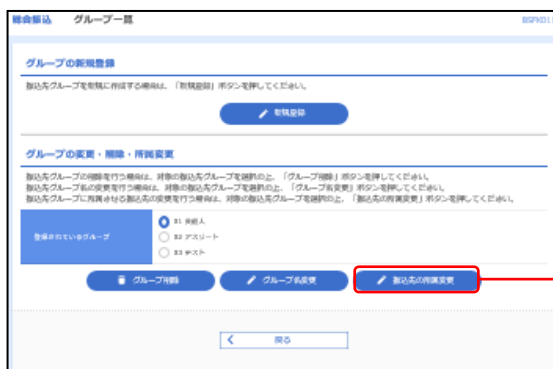 総合振込　グループ一覧
BSFK011
グループの新規登録
振込先グループを新規に作成する場合は、「新規登録」ボタンを押してください。
新規登録
グループの変更・削除・所属変更
振込先グループの削除を行う場合は、対象の振込先グループを選択の上、「グループ削除」ボタンを押してください。
振込先グループ名の変更を行う場合は、対象の振込先グループを選択の上、「グループ名変更」ボタンを押してください。
振込先グループに所属させる振込先の変更を行う場合は、対象の振込先グループを選択の上、「振込先の所属変更」ボタンを押してください。
登録されているグループ
01 芸能人
02 アスリート
03 テスト
グループ削除
グループ名変更
振込先の所属変更
戻る